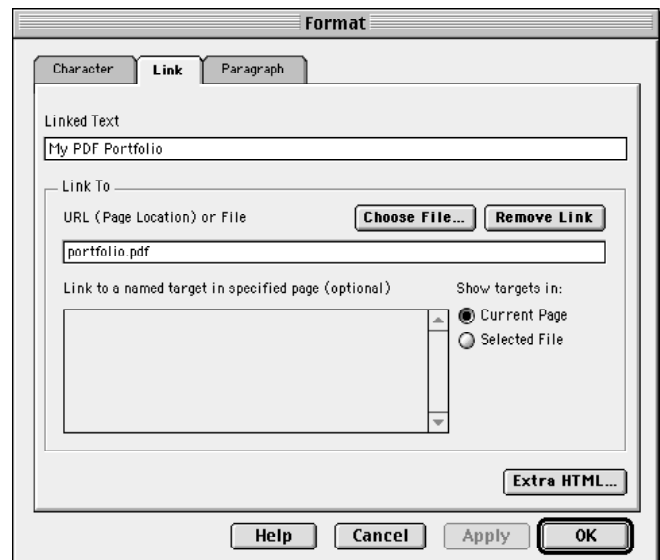 Format
Character Link Paragraph
Linked Text
My PDF Portfolio
Link To
URL (Page Location) or File Choose File... Remove Link
portfolio.pdf
Link to a named target in specified page (optional) Show targets in:
Current Page
Selected File
Extra HTML...
Help Cancel Apply OK